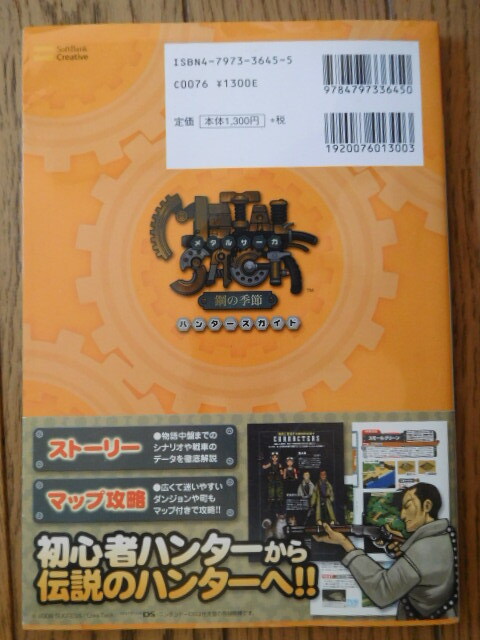 SoftBank
Creative
ISBN4-7973-3645-5
C0076 ¥1300E
定価 本体1,300円 +税
9784797336450
1920076013003
METAL
メタルサーガ
SAGA
™
鋼の季節
ハンターズガイド
ストーリー
●物語中盤までの
シナリオや戦車の
データを徹底解説
マップ攻略
●広くて迷いやすい
ダンジョンや町も
マップ付きで攻略!!
CHARACTERS
初心者ハンターから
伝説のハンターへ!!
DS